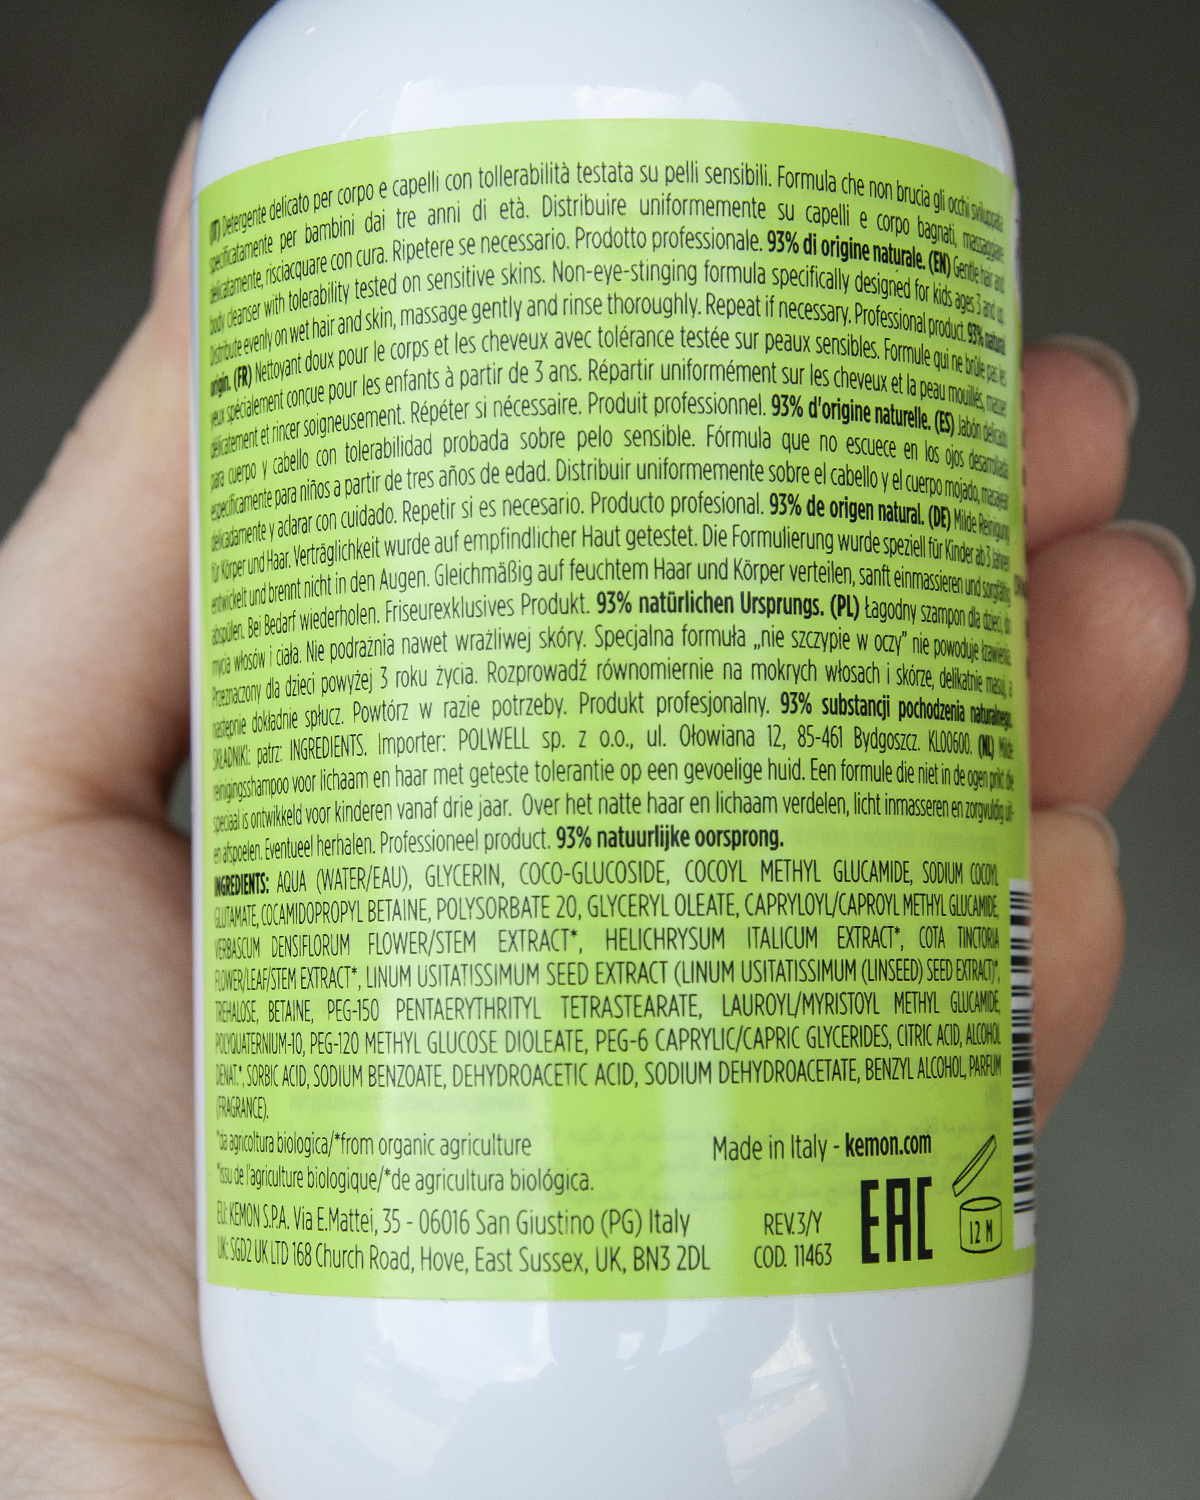 (IT) Detergente delicato per corpo e capelli con tollerabilità testata su pelli sensibili. Formula che non brucia gli occhi sviluppata
specificatamente per bambini dai tre anni di età. Distribuire uniformemente su capelli e corpo bagnati, massaggiare
delicatamente, risciacquare con cura. Ripetere se necessario. Prodotto professionale. 93% di origine naturale. (EN) Gentle hair and
body cleanser with tolerability tested on sensitive skins. Non-eye-stinging formula specifically designed for kids ages 3 and up.
Distribute evenly on wet hair and skin, massage gently and rinse thoroughly. Repeat if necessary. Professional product. 93% natural
origin. (FR) Nettoyant doux pour le corps et les cheveux avec tolérance testée sur peaux sensibles. Formule qui ne brûle pas les
yeux spécialement conçue pour les enfants à partir de 3 ans. Répartir uniformément sur les cheveux et la peau mouillés, masser
délicatement et rincer soigneusement. Répéter si nécessaire. Produit professionnel. 93% d'origine naturelle. (ES) Jabón delicado
para cuerpo y cabello con tolerabilidad probada sobre pelo sensible. Fórmula que no escuece en los ojos desarrollada
específicamente para niños a partir de tres años de edad. Distribuir uniformemente sobre el cabello y el cuerpo mojado, masajear
delicadamente y aclarar con cuidado. Repetir si es necesario. Producto profesional. 93% de origen natural. (DE) Milde Reinigung
für Körper und Haar. Verträglichkeit wurde auf empfindlicher Haut getestet. Die Formulierung wurde speziell für Kinder ab 3 Jahren
entwickelt und brennt nicht in den Augen. Gleichmäßig auf feuchtem Haar und Körper verteilen, sanft einmassieren und sorgfältig
abspülen. Bei Bedarf wiederholen. Friseurexklusives Produkt. 93% natürlichen Ursprungs. (PL) Łagodny szampon dla dzieci, do
mycia włosów i ciała. Nie podrażnia nawet wrażliwej skóry. Specjalna formuła „nie szczypie w oczy” nie powoduje łzawienia.
Przeznaczony dla dzieci powyżej 3 roku życia. Rozprowadź równomiernie na mokrych włosach i skórze, delikatnie masuj, a
następnie dokładnie spłucz. Powtórz w razie potrzeby. Produkt profesjonalny. 93% substancji pochodzenia naturalnego.
SKŁADNIKI: patrz: INGREDIENTS. Importer: POLWELL sp. z o.o., ul. Ołowiana 12, 85-461 Bydgoszcz. KL00600. (NL) Milde
reinigingsshampoo voor lichaam en haar met geteste tolerantie op een gevoelige huid. Een formule die niet in de ogen prikt die
speciaal is ontwikkeld voor kinderen vanaf drie jaar. Over het natte haar en lichaam verdelen, licht inmasseren en zorgvuldig uit-
en afspoelen. Eventueel herhalen. Professioneel product. 93% natuurlijke oorsprong.
INGREDIENTS: AQUA (WATER/EAU), GLYCERIN, COCO-GLUCOSIDE, COCOYL METHYL GLUCAMIDE, SODIUM COCOYL
GLUTAMATE, COCAMIDOPROPYL BETAINE, POLYSORBATE 20, GLYCERYL OLEATE, CAPRYLOYL/CAPROYL METHYL GLUCAMIDE,
VERBASCUM DENSIFLORUM FLOWER/STEM EXTRACT*, HELICHRYSUM ITALICUM EXTRACT*, COTA TINCTORIA
FLOWER/LEAF/STEM EXTRACT*, LINUM USITATISSIMUM SEED EXTRACT (LINUM USITATISSIMUM (LINSEED) SEED EXTRACT)*,
TREHALOSE, BETAINE, PEG-150 PENTAERYTHRITYL TETRASTEARATE, LAUROYL/MYRISTOYL METHYL GLUCAMIDE,
POLYQUATERNIUM-10, PEG-120 METHYL GLUCOSE DIOLEATE, PEG-6 CAPRYLIC/CAPRIC GLYCERIDES, CITRIC ACID, ALCOHOL
DENAT.*, SORBIC ACID, SODIUM BENZOATE, DEHYDROACETIC ACID, SODIUM DEHYDROACETATE, BENZYL ALCOHOL, PARFUM
(FRAGRANCE).
*da agricoltura biologica/*from organic agriculture
*issu de l'agriculture biologique/*de agricultura biológica.
Made in Italy - kemon.com
EU: KEMON S.P.A. Via E.Mattei, 35 - 06016 San Giustino (PG) Italy
UK: SGD2 UK LTD 168 Church Road, Hove, East Sussex, UK, BN3 2DL
REV.3/Y
COD. 11463
EAC
12 M